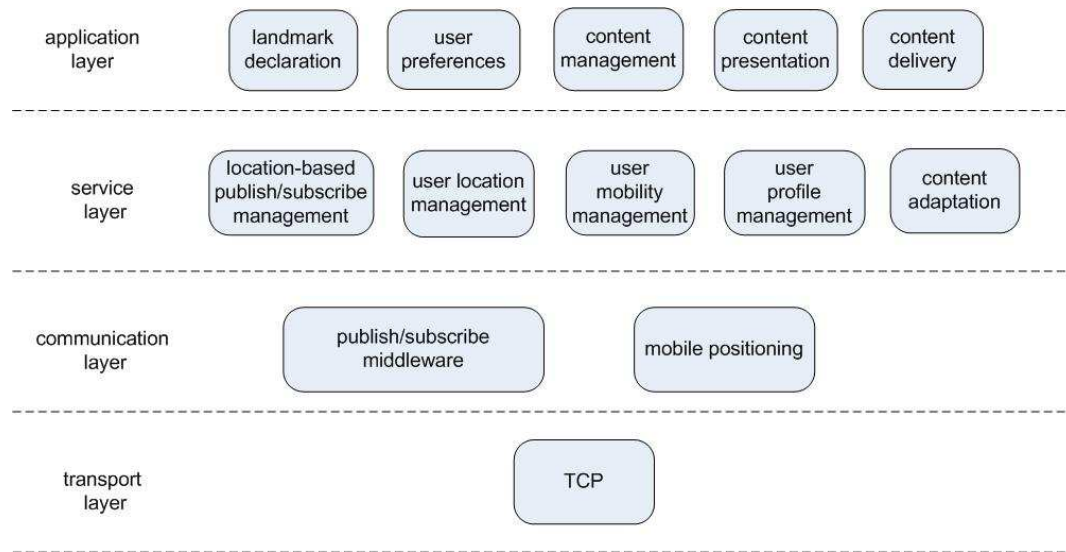 application
layer
landmark
declaration
user
preferences
content
management
content
presentation
content
delivery
service
layer
location-based
publish/subscribe
management
user location
management
user
mobility
management
user
profile
management
content
adaptation
communication
layer
publish/subscribe
middleware
mobile positioning
transport
layer
TCP